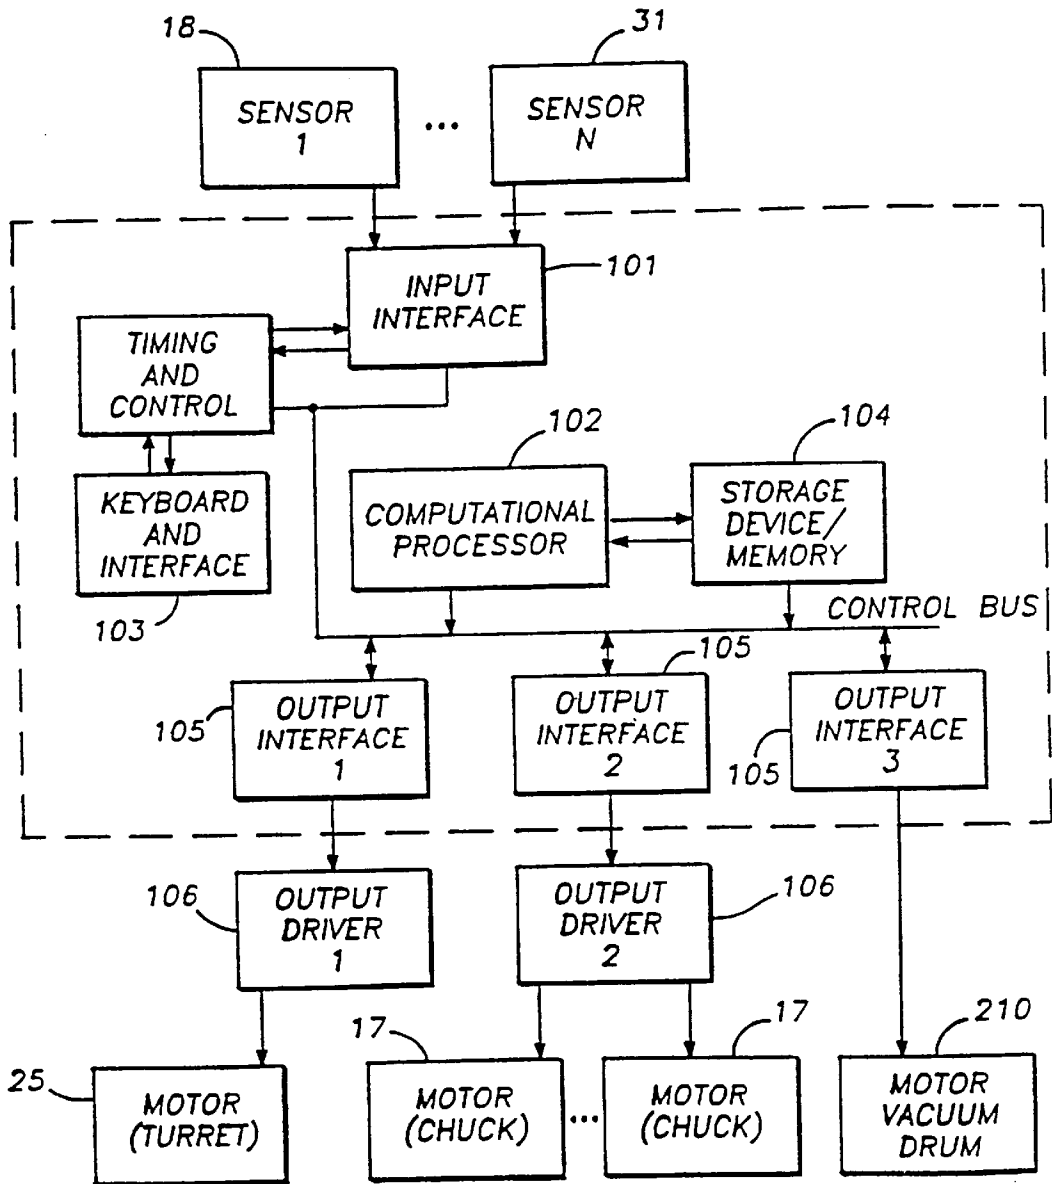 18
31
SENSOR
1
...
SENSOR
N
101
INPUT
INTERFACE
TIMING
AND
CONTROL
102
104
KEYBOARD
AND
INTERFACE
COMPUTATIONAL
PROCESSOR
STORAGE
DEVICE/
MEMORY
103
CONTROL BUS
105
OUTPUT
INTERFACE
1
105
OUTPUT
INTERFACE
2
105
OUTPUT
INTERFACE
3
106
OUTPUT
DRIVER
1
OUTPUT
DRIVER
2
106
25
MOTOR
(TURRET)
17
MOTOR
(CHUCK)
...
17
MOTOR
(CHUCK)
210
MOTOR
VACUUM
DRUM